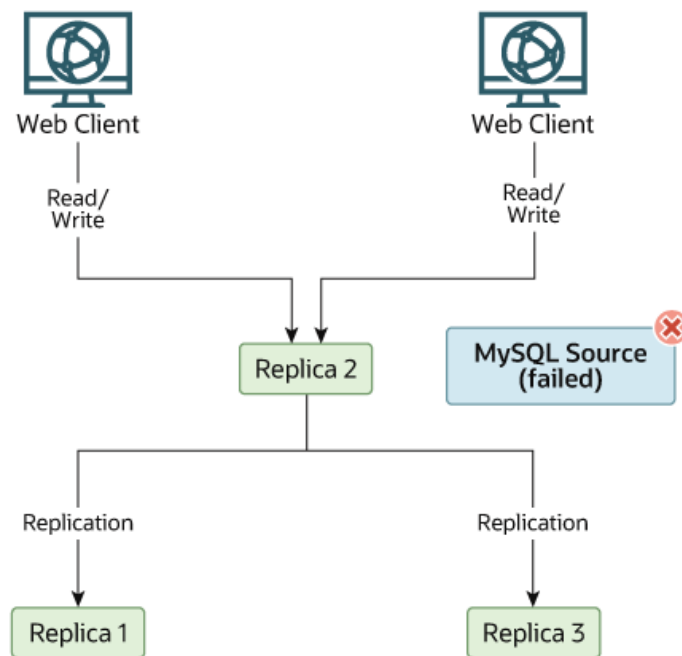 Web Client
Web Client
Read/
Write
Read/
Write
MySQL Source
(failed)
Replica 2
Replication
Replication
Replica 1
Replica 3